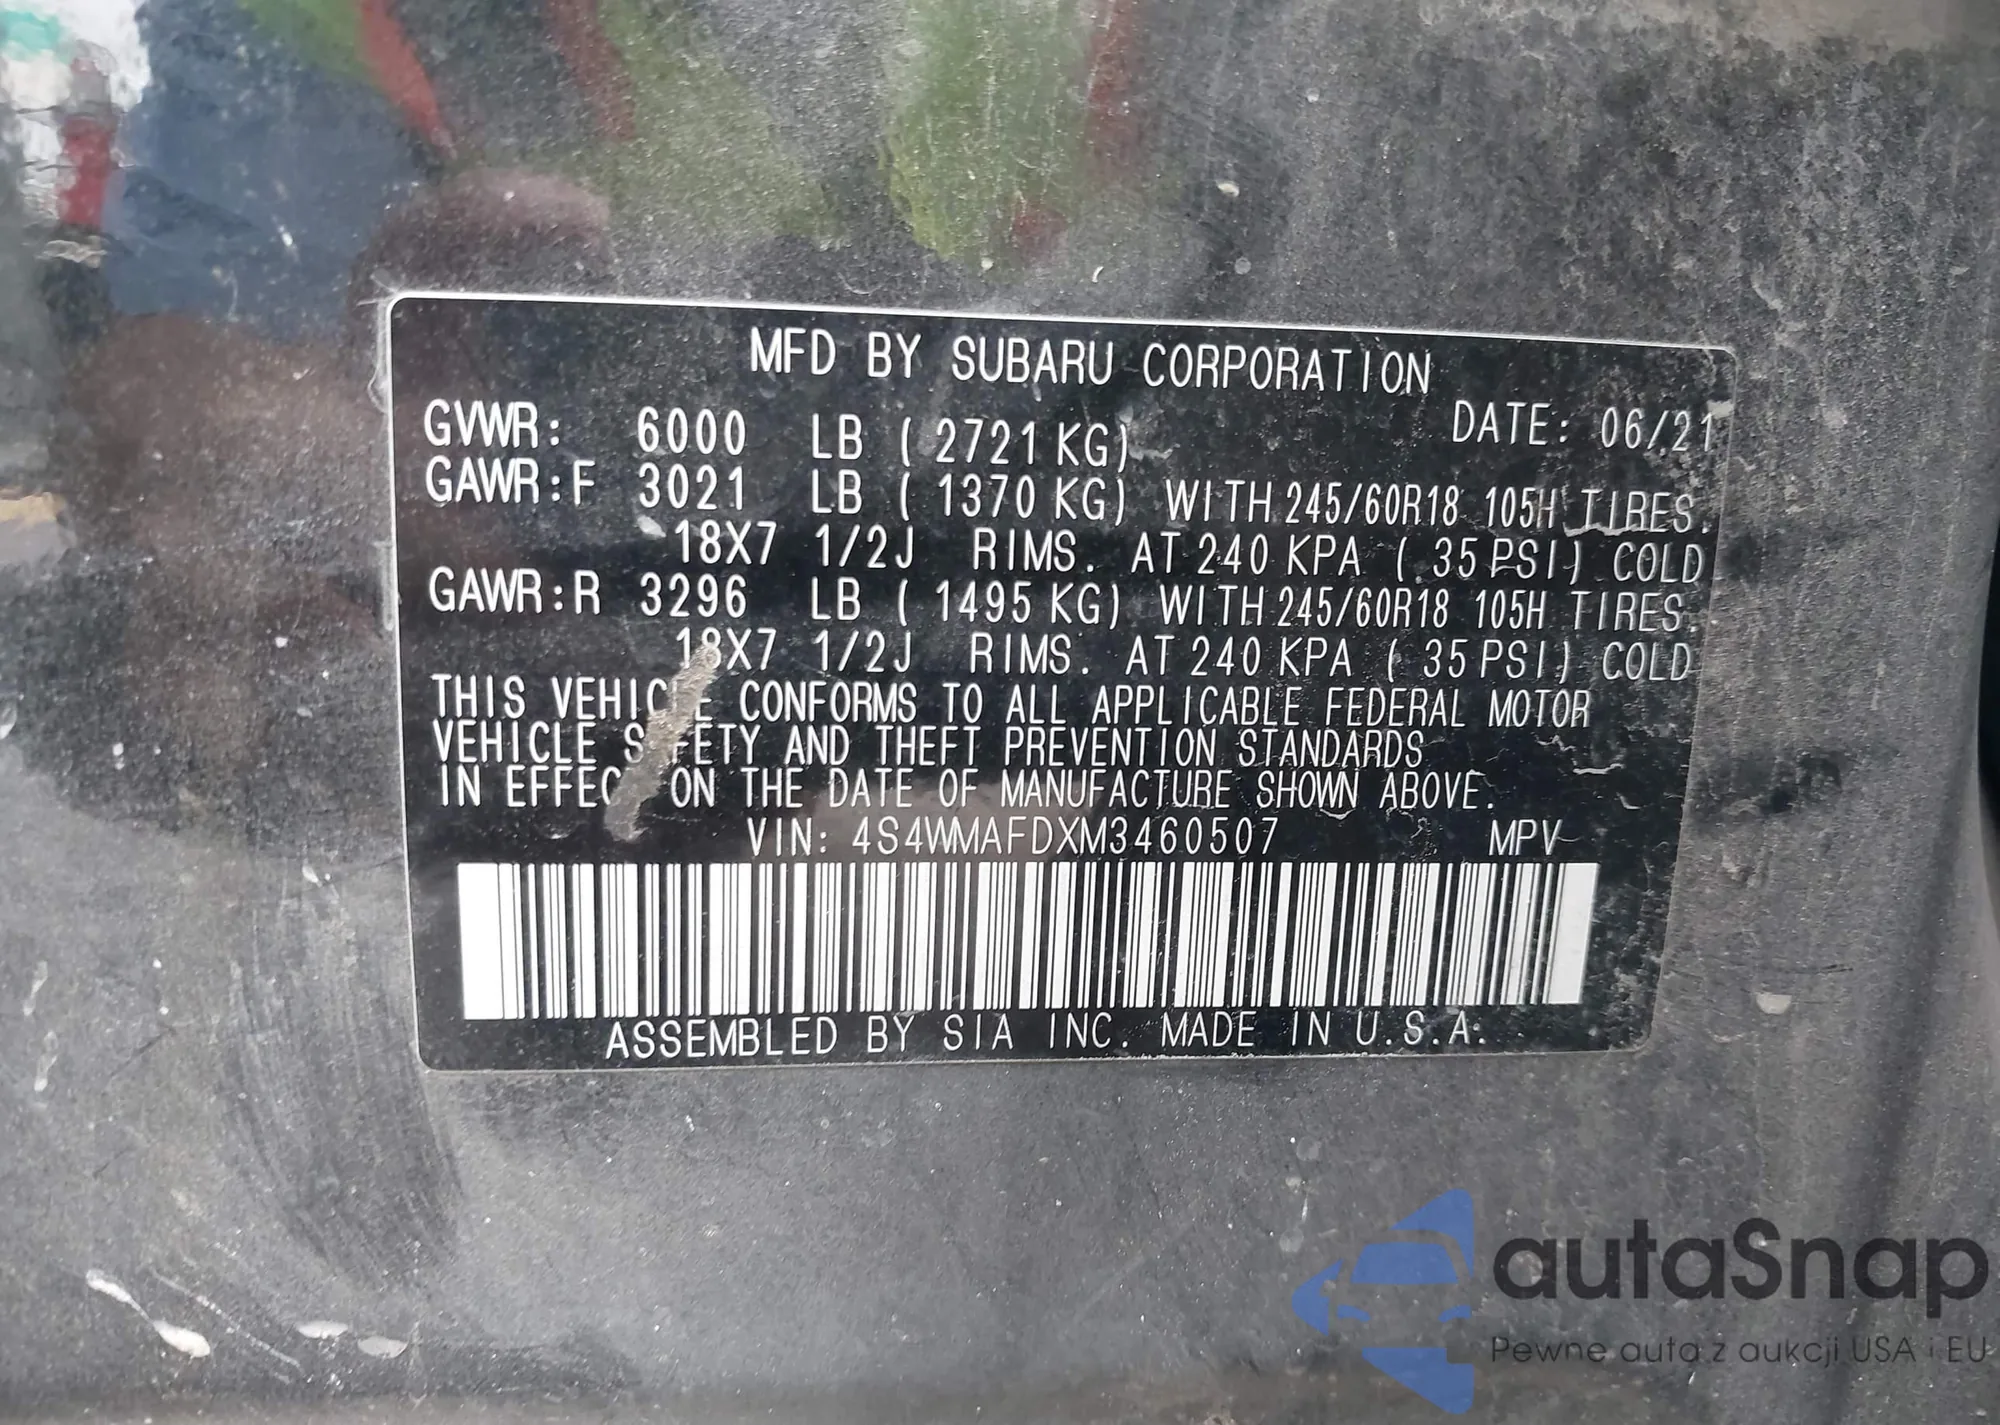 MFD BY SUBARU CORPORATION
DATE: 06/21
GVWR: 6000 LB ( 2721 KG)
GAWR:F 3021 LB ( 1370 KG) WITH 245/60R18 105H TIRES.
18X7 1/2J RIMS. AT 240 KPA ( 35 PSI) COLD
GAWR:R 3296 LB ( 1495 KG) WITH 245/60R18 105H TIRES.
18X7 1/2J RIMS. AT 240 KPA ( 35 PSI) COLD
THIS VEHICLE CONFORMS TO ALL APPLICABLE FEDERAL MOTOR
VEHICLE SAFETY AND THEFT PREVENTION STANDARDS
IN EFFECT ON THE DATE OF MANUFACTURE SHOWN ABOVE.
VIN: 4S4WMAFDXM3460507 MPV
ASSEMBLED BY SIA INC. MADE IN U.S.A.
autaSnap
Pewne auta z aukcji USA i EU